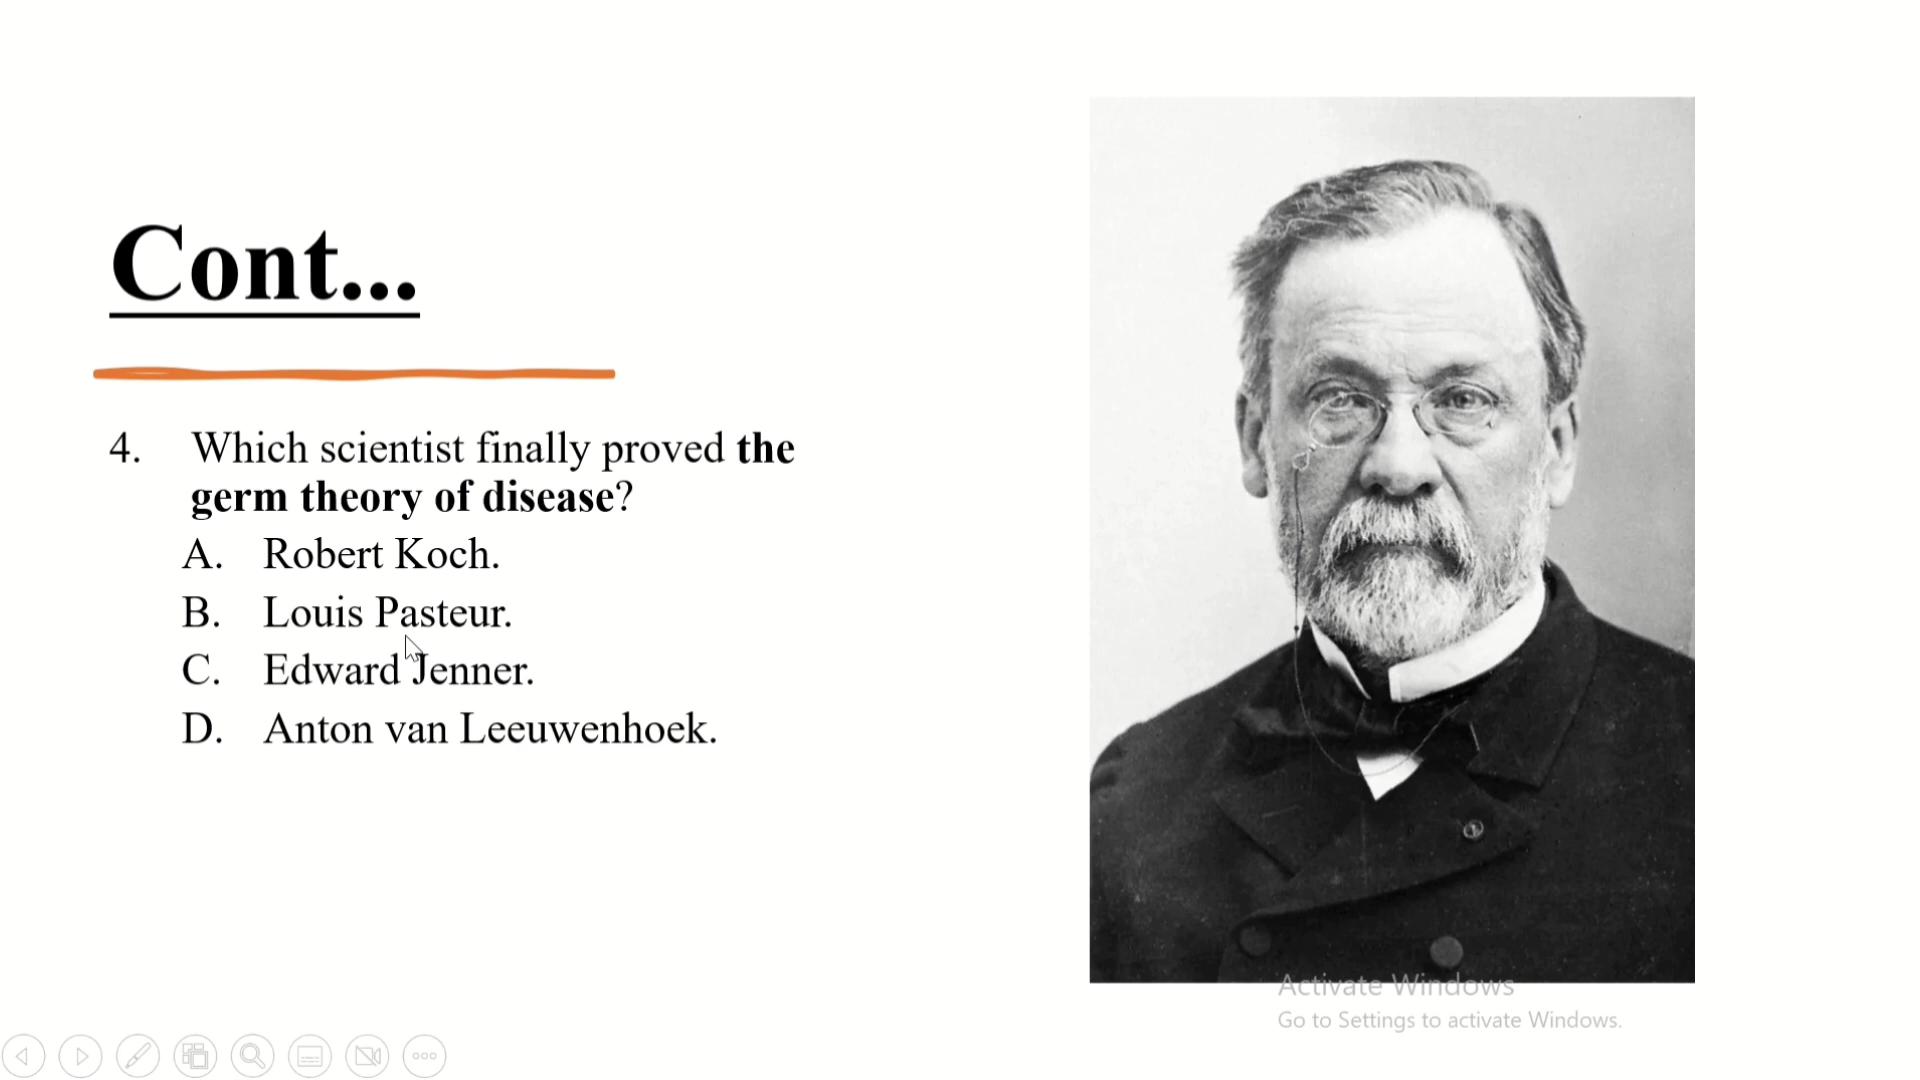 Cont...
4. Which scientist finally proved the
germ theory of disease?
A. Robert Koch.
B. Louis Pasteur.
C. Edward Jenner.
D. Anton van Leeuwenhoek.
Activate Windows
Go to Settings to activate Windows.